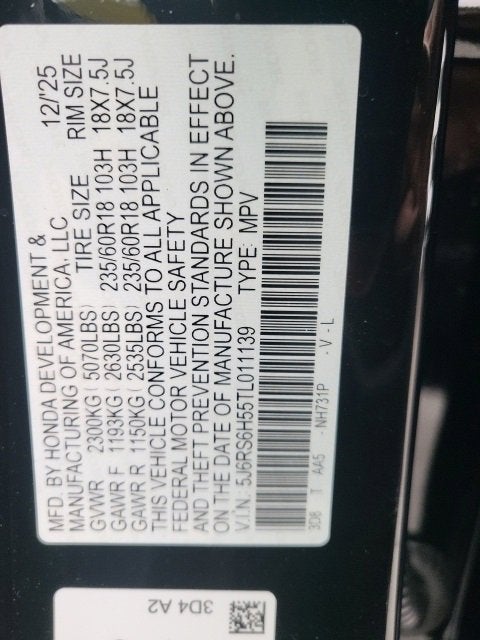 MFD. BY HONDA DEVELOPMENT &
MANUFACTURING OF AMERICA, LLC 12/'25
TIRE SIZE RIM SIZE
GVWR 2300KG ( 5070LBS)
GAWR F 1193KG ( 2630LBS) 235/60R18 103H 18X7.5J
GAWR R 1150KG ( 2535LBS) 235/60R18 103H 18X7.5J
THIS VEHICLE CONFORMS TO ALL APPLICABLE
FEDERAL MOTOR VEHICLE SAFETY
AND THEFT PREVENTION STANDARDS IN EFFECT
ON THE DATE OF MANUFACTURE SHOWN ABOVE.
V.I.N.: 5J6RS6H55TL011139 TYPE: MPV
3D8 T AA5 - NH731P - V - L
3D4 A2